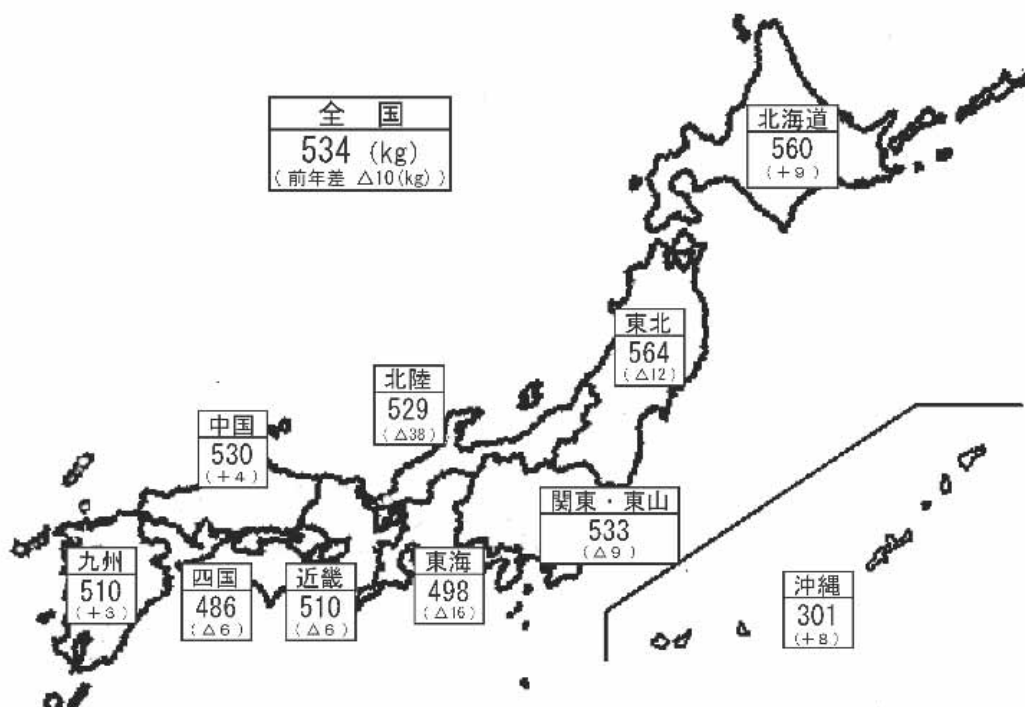 全 国
534 (kg)
( 前年差 △10(kg) )
北海道
560
(+9)
東北
564
(△12)
北陸
529
(△38)
中国
530
(+4)
関東・東山
533
(△9)
九州
510
(+3)
四国
486
(△6)
近畿
510
(△6)
東海
498
(△16)
沖縄
301
(+8)